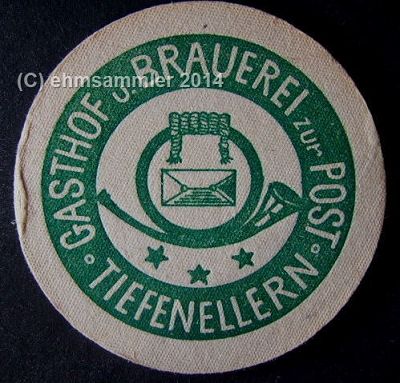 (C) ehmsammler 2014
GASTHOF u. BRAUEREI zur POST
TIEFENELLERN